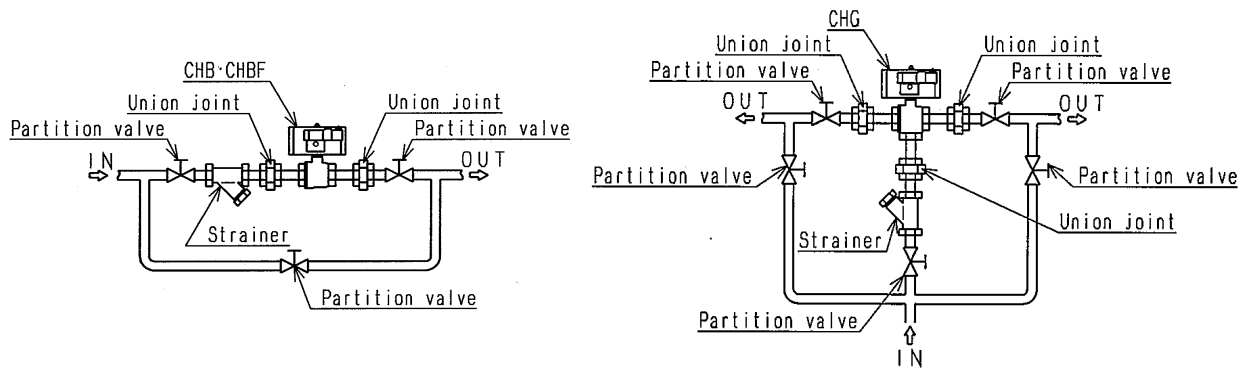 CHB·CHBF
Union joint
Union joint
Partition valve
Partition valve
IN
OUT
Strainer
Partition valve
CHG
Union joint
Union joint
Partition valve
Partition valve
OUT
OUT
Partition valve
Partition valve
Union joint
Strainer
Partition valve
IN